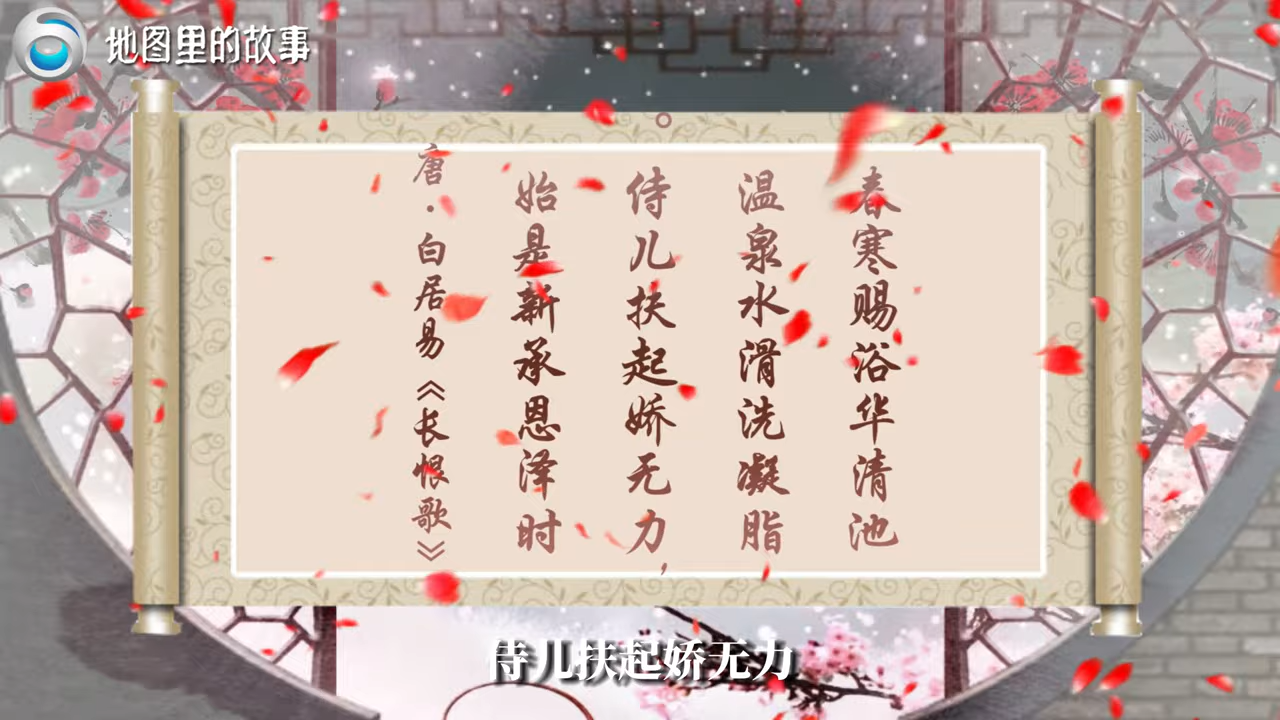 地图里的故事
春寒赐浴华清池
温泉水滑洗凝脂
侍儿扶起娇无力，
始是新承恩泽时
唐·白居易《长恨歌》
侍儿扶起娇无力